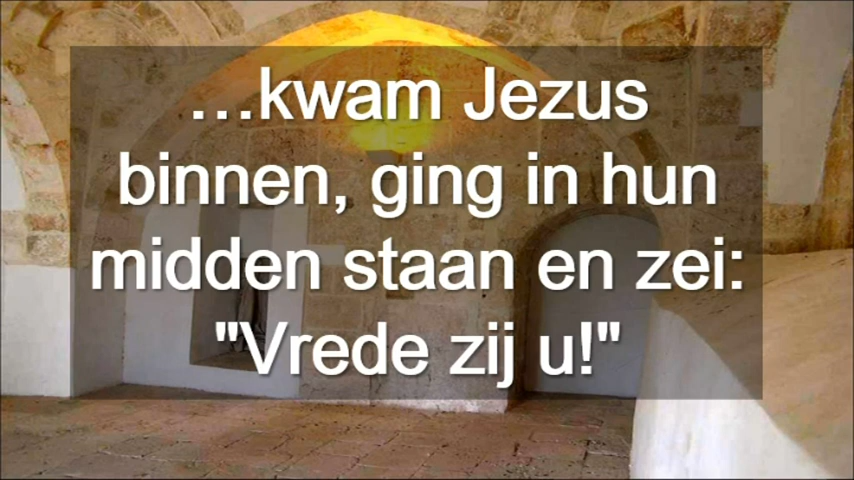 …kwam Jezus
binnen, ging in hun
midden staan en zei:
"Vrede zij u!"